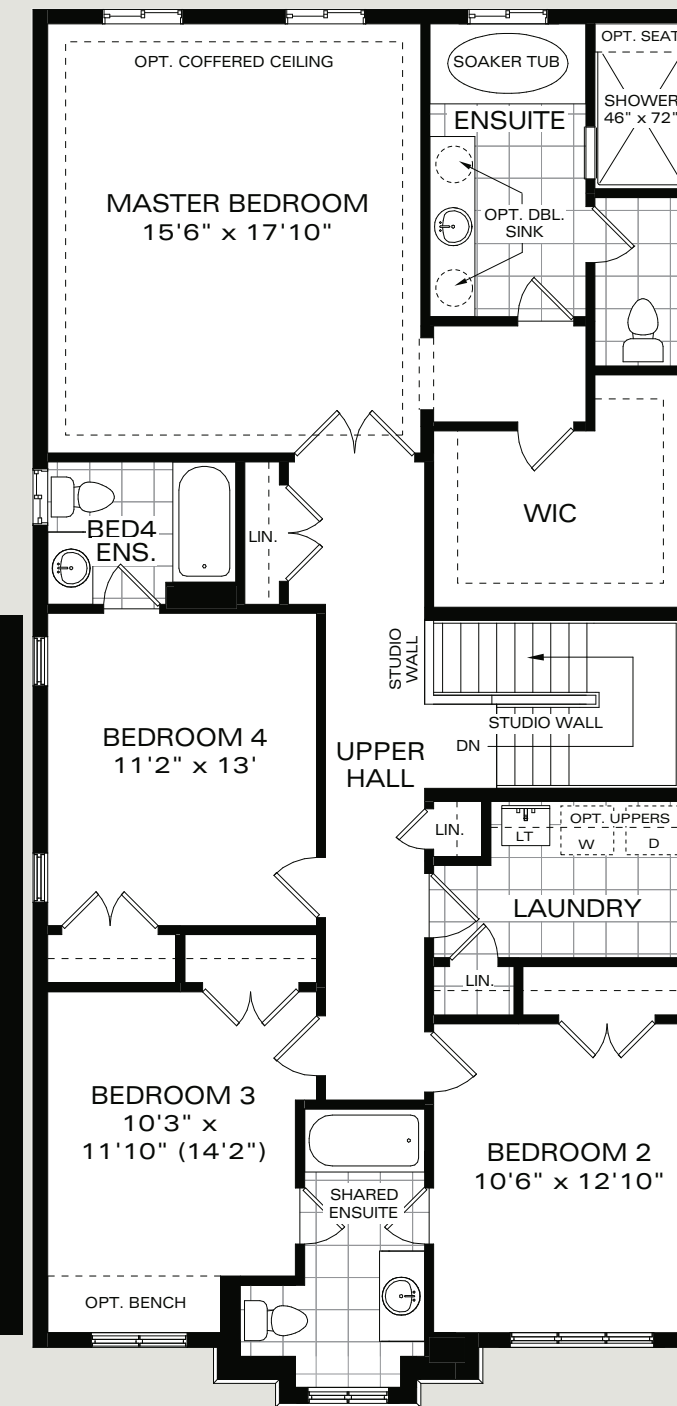 OPT. COFFERED CEILING
SOAKER TUB
OPT. SEAT
SHOWER
46" x 72"
ENSUITE
MASTER BEDROOM
15'6" x 17'10"
OPT. DBL.
SINK
BED4
ENS.
LIN.
WIC
STUDIO
WALL
STUDIO WALL
DN
BEDROOM 4
11'2" x 13'
UPPER
HALL
LIN.
LT
OPT. UPPERS
W
D
LAUNDRY
LIN.
BEDROOM 3
10'3" x
11'10" (14'2")
BEDROOM 2
10'6" x 12'10"
SHARED
ENSUITE
OPT. BENCH